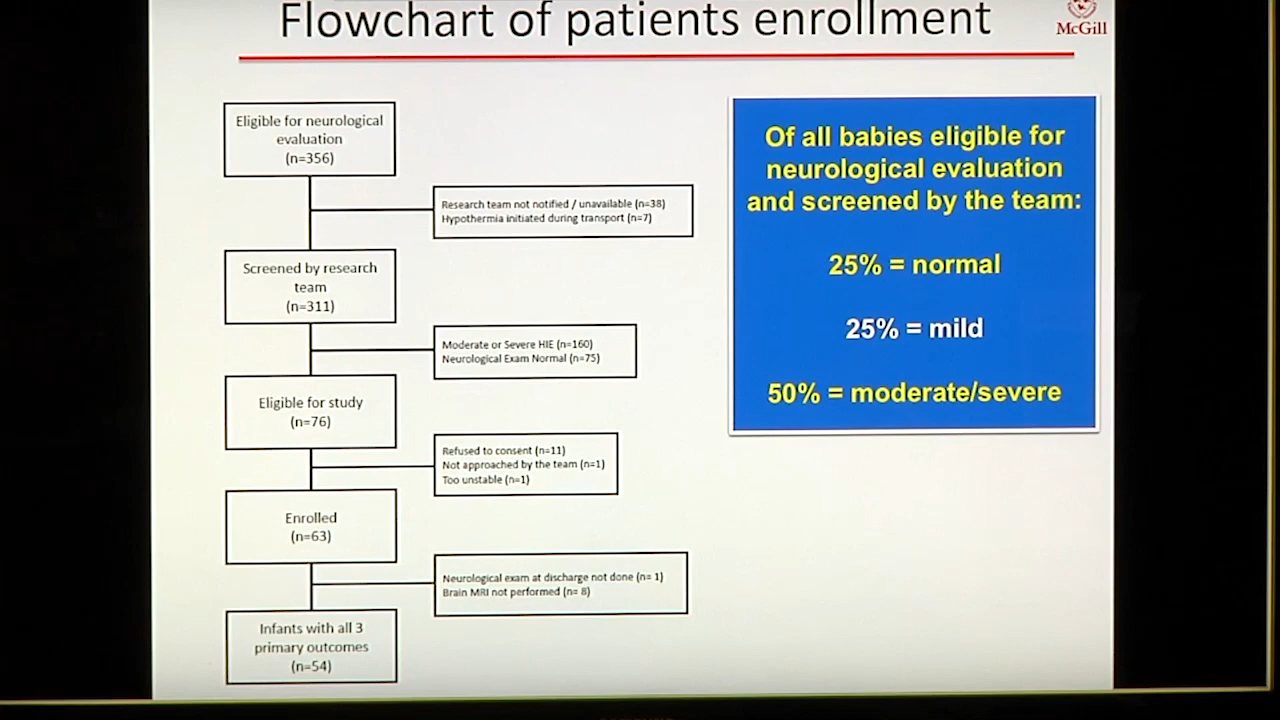 Flowchart of patients enrollment
McGill
Eligible for neurological
evaluation
(n=356)
Research team not notified / unavailable (n=38)
Hypothermia initiated during transport (n=7)
Screened by research
team
(n=311)
Moderate or Severe HIE (n=160)
Neurological Exam Normal (n=75)
Eligible for study
(n=76)
Refused to consent (n=11)
Not approached by the team (n=1)
Too unstable (n=1)
Enrolled
(n=63)
Neurological exam at discharge not done (n= 1)
Brain MRI not performed (n= 8)
Infants with all 3
primary outcomes
(n=54)
Of all babies eligible for
neurological evaluation
and screened by the team:
25% = normal
25% = mild
50% = moderate/severe